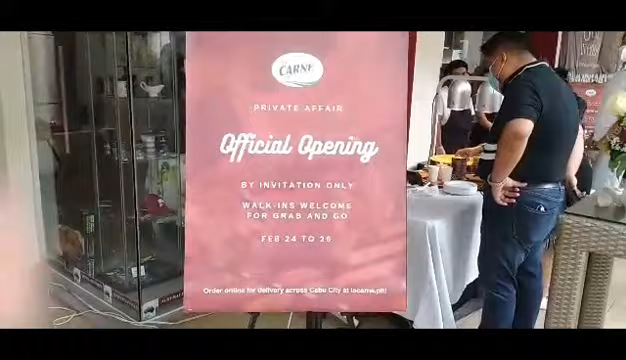 CARNE
PRIVATE AFFAIR
Official Opening
BY INVITATION ONLY
WALK-INS WELCOME
FOR GRAB AND GO
FEB 24 TO 26
Order online for delivery across Cebu City at lacarne.ph!